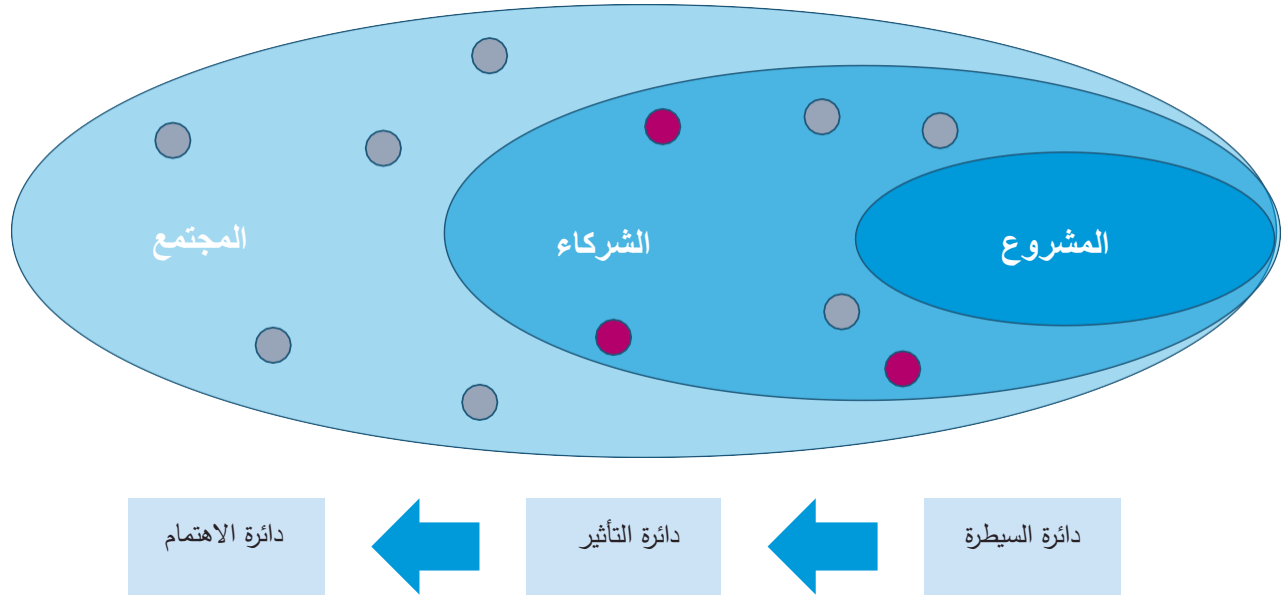 المشروع
الشركاء
المجتمع
دائرة السيطرة
دائرة التأثير
دائرة الاهتمام